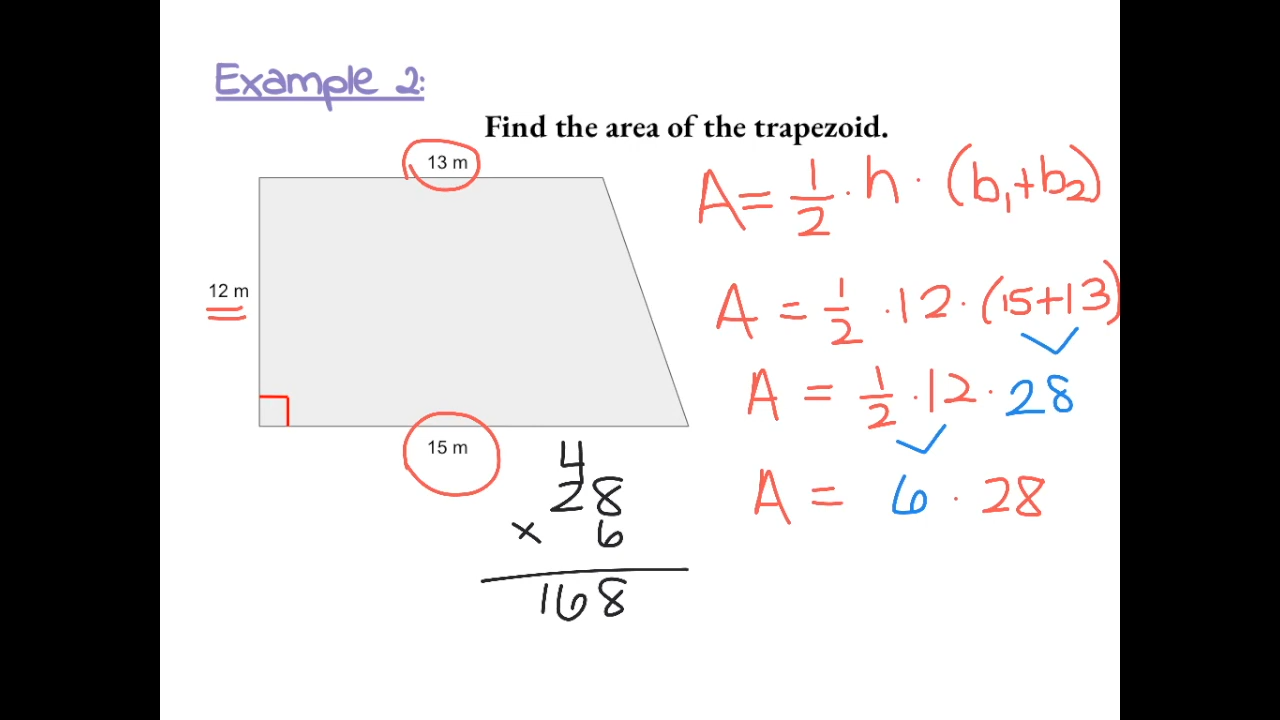 Example 2:
Find the area of the trapezoid.
13 m
12 m
15 m
A = 1/2 · h · (b₁+b₂)
A = 1/2 · 12 · (15+13)
A = 1/2 · 12 · 28
A = 6 · 28
4
28
× 6
168